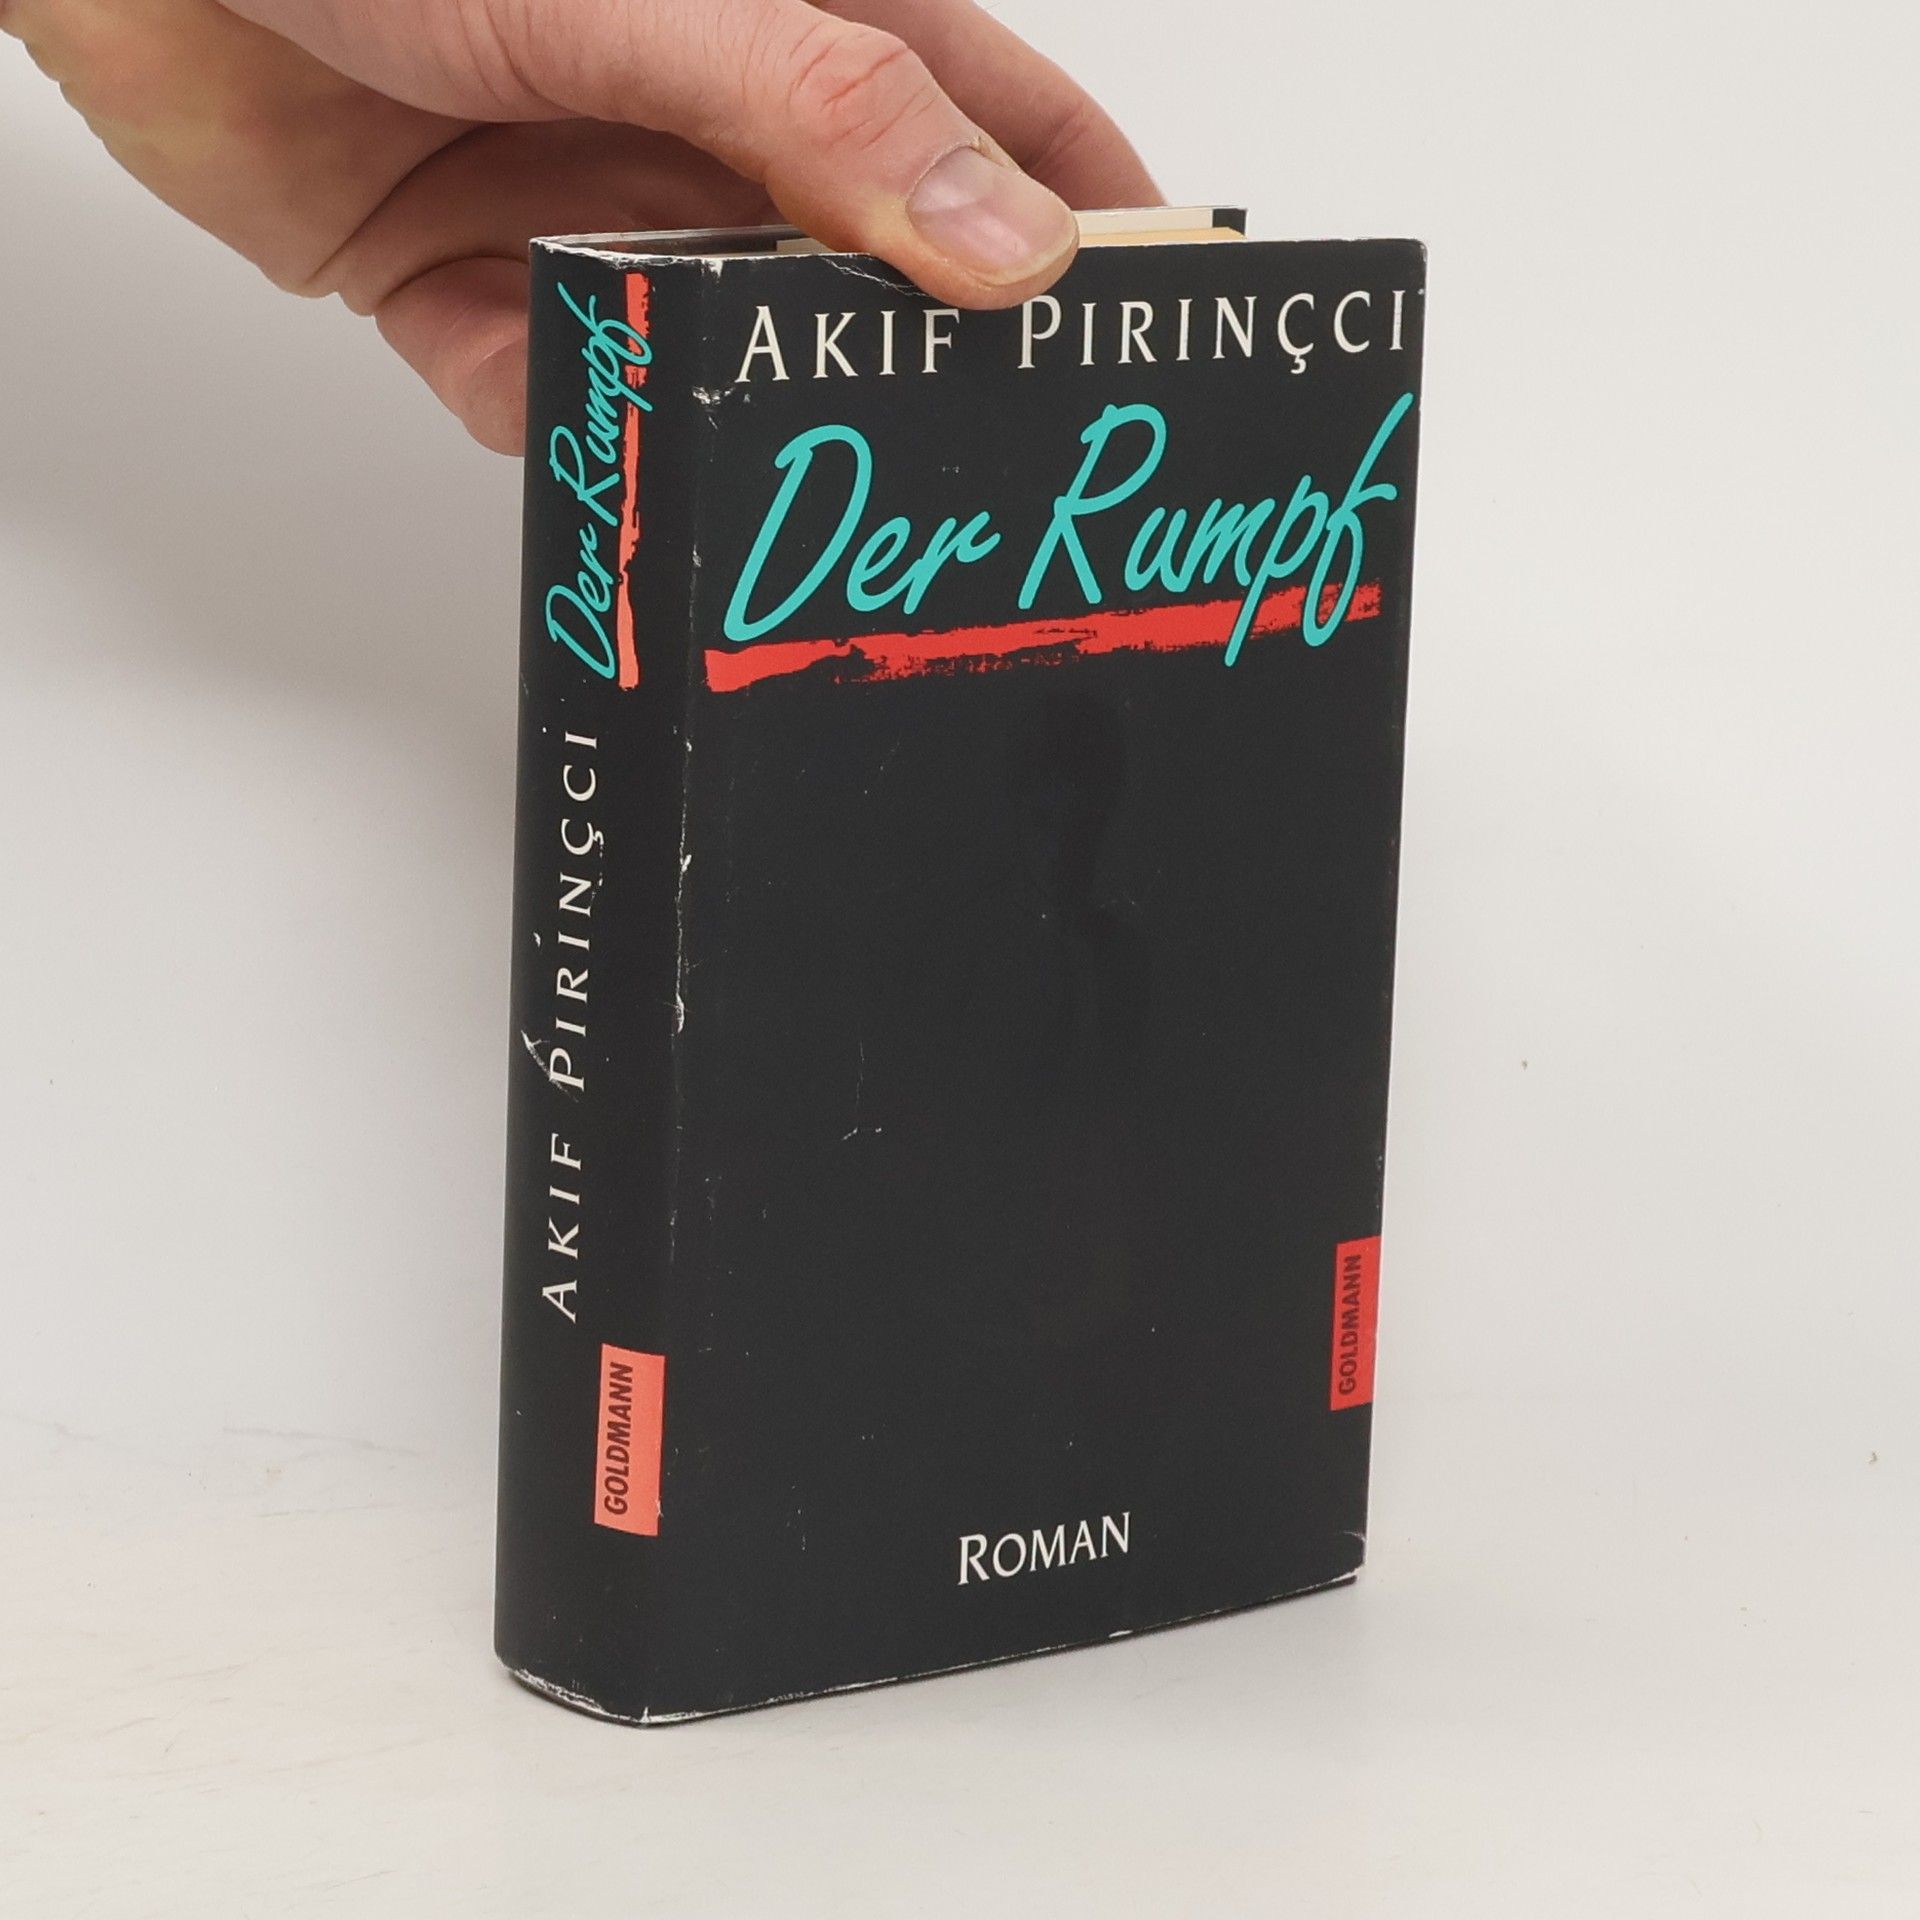 AKIF PIRINÇCI
Der Rumpf
GOLDMANN
ROMAN
Der Rumpf
AKIF PIRINÇCI
GOLDMANN